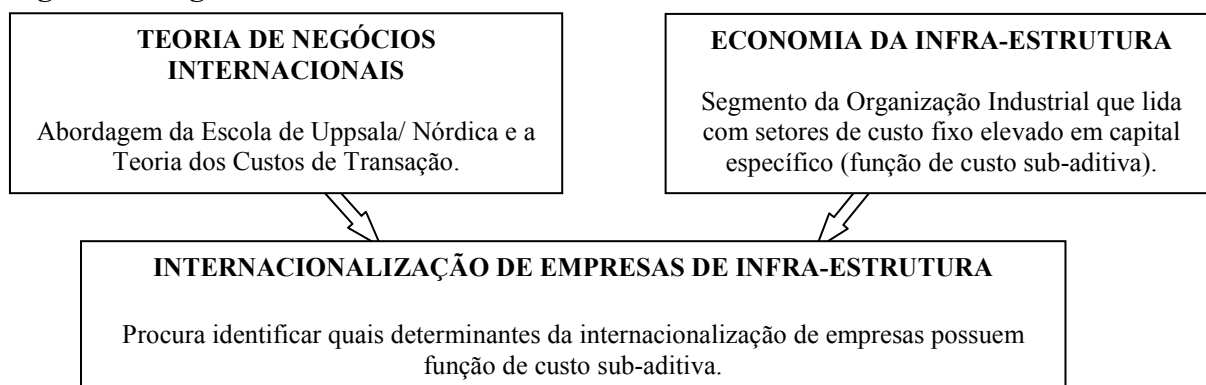 TEORIA DE NEGÓCIOS
INTERNACIONAIS
Abordagem da Escola de Uppsala/ Nórdica e a
Teoria dos Custos de Transação.
ECONOMIA DA INFRA-ESTRUTURA
Segmento da Organização Industrial que lida
com setores de custo fixo elevado em capital
específico (função de custo sub-aditiva).
INTERNACIONALIZAÇÃO DE EMPRESAS DE INFRA-ESTRUTURA
Procura identificar quais determinantes da internacionalização de empresas possuem
função de custo sub-aditiva.